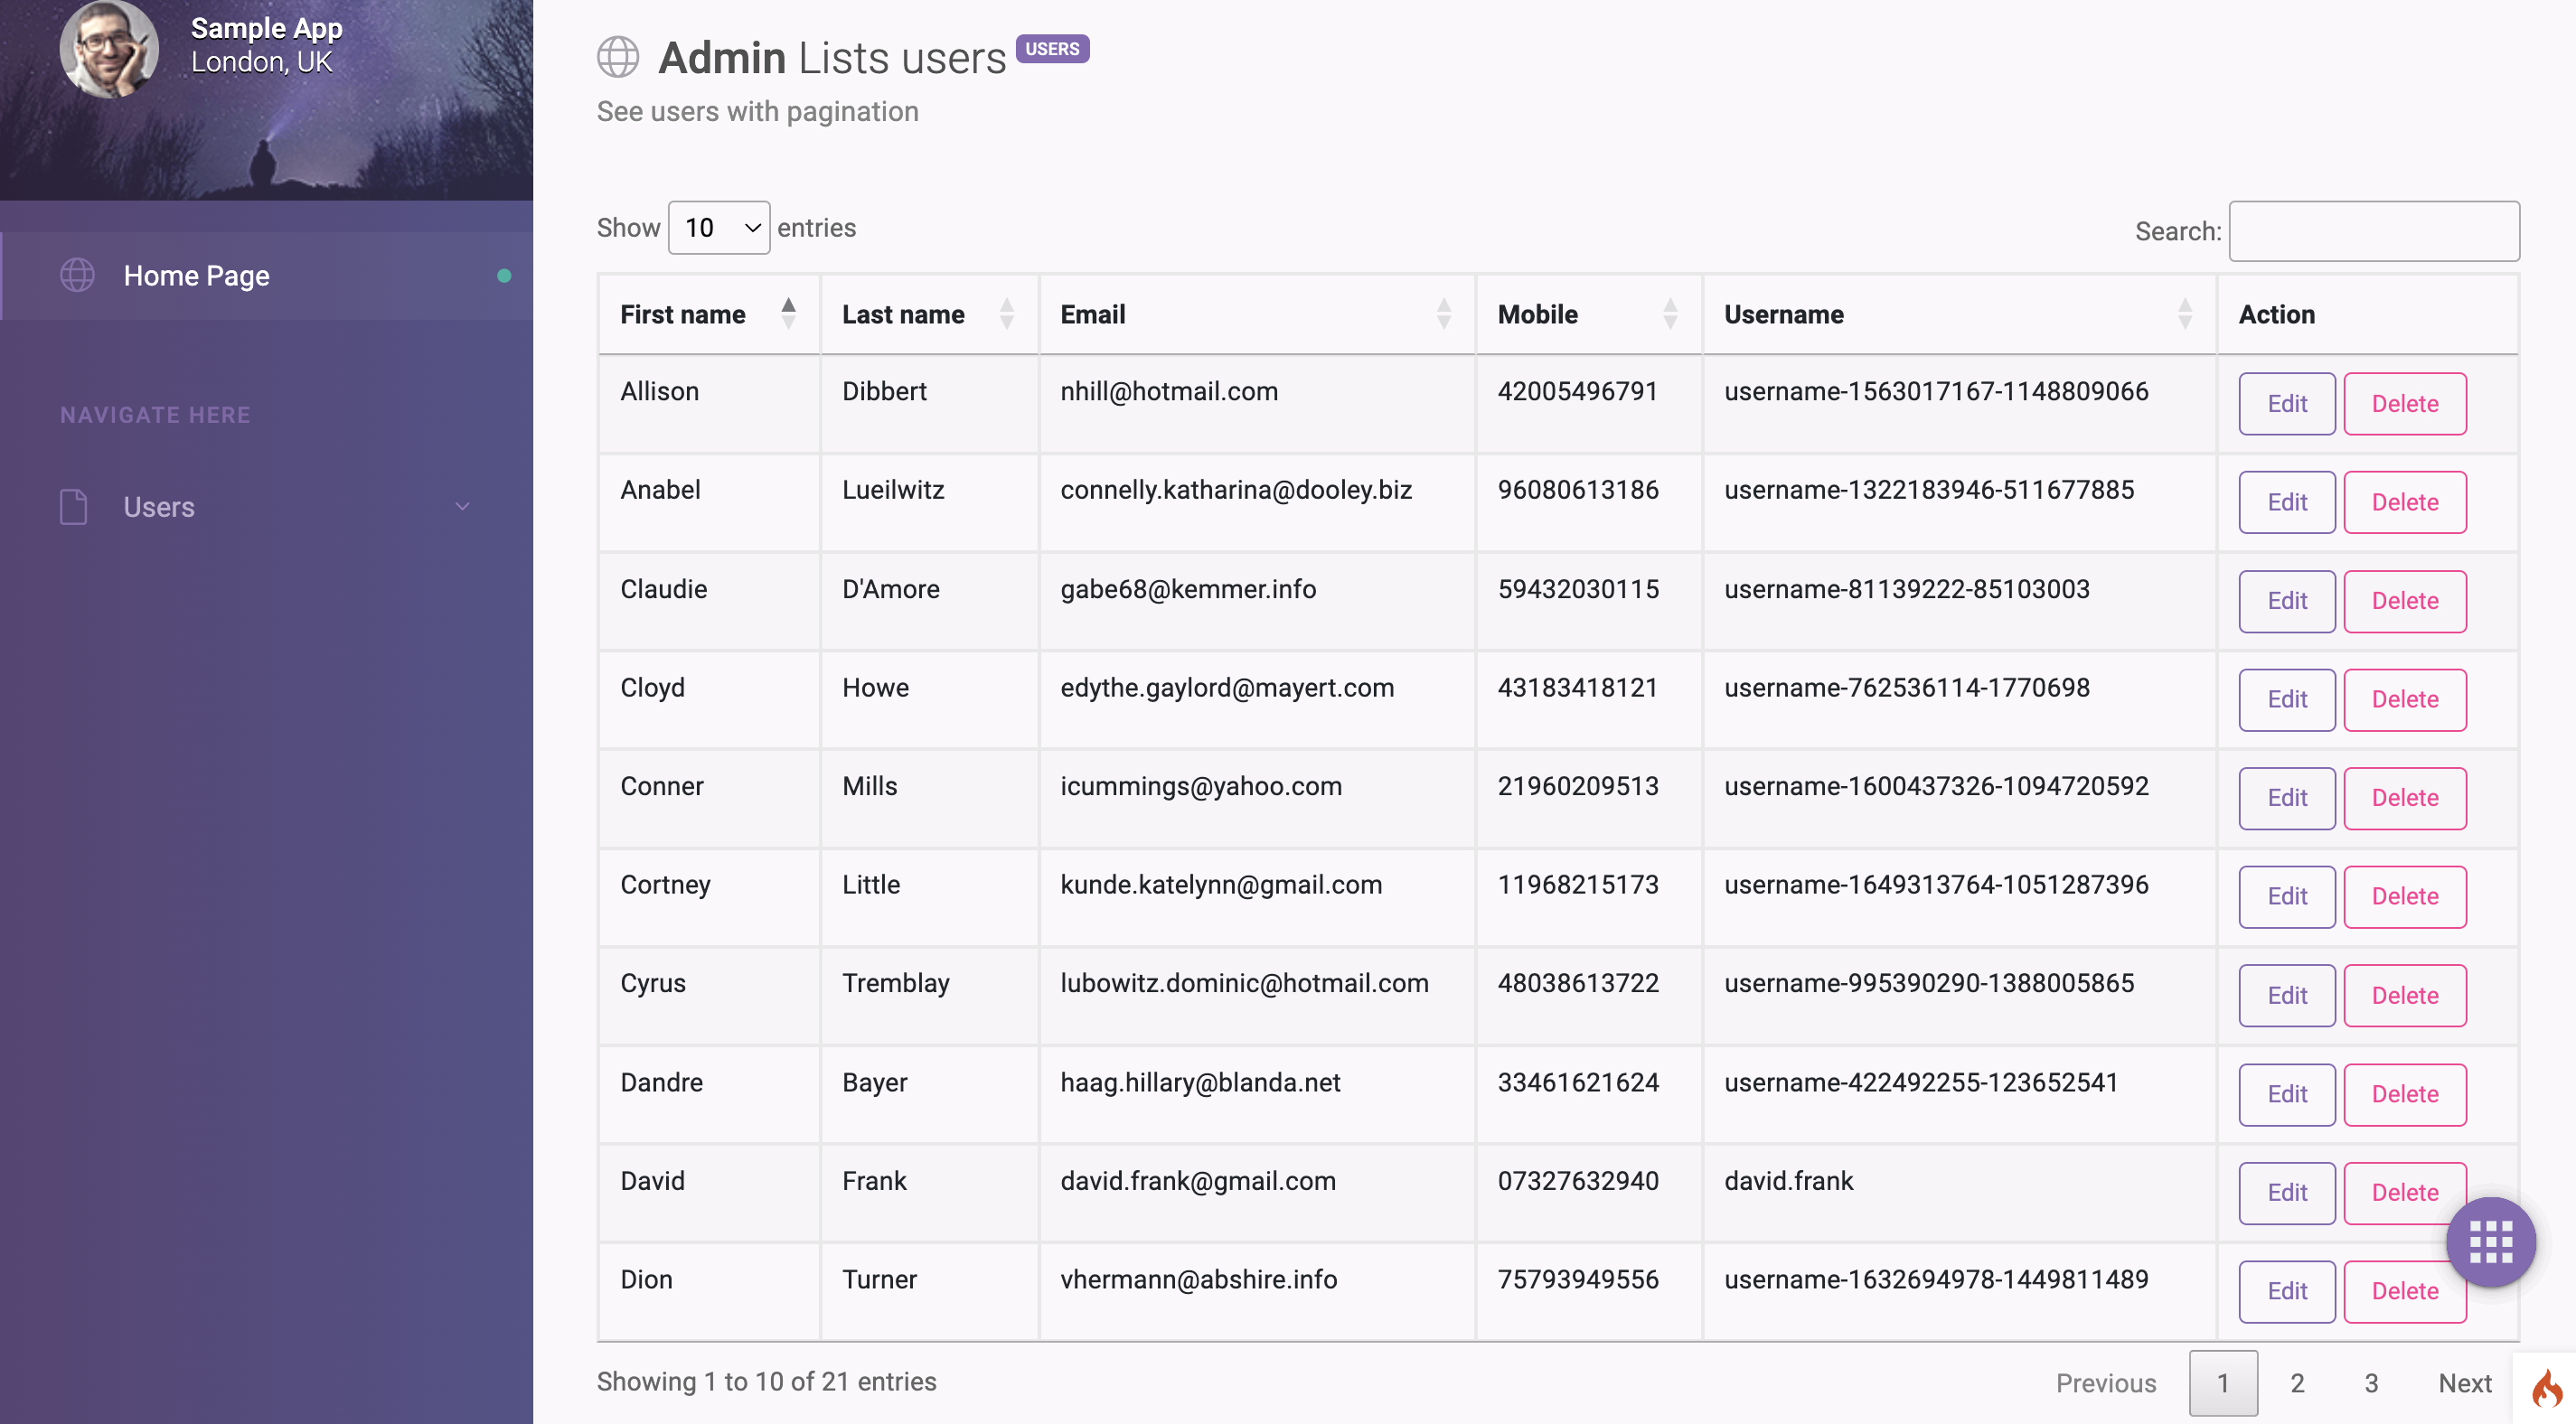 Sample App
London, UK
Home Page
NAVIGATE HERE
Users
Admin Lists users USERS
See users with pagination
Show 10 entries
Search:
First name Last name Email Mobile Username Action
Allison Dibbert nhill@hotmail.com 42005496791 username-1563017167-1148809066 Edit Delete
Anabel Lueilwitz connelly.katharina@dooley.biz 96080613186 username-1322183946-511677885 Edit Delete
Claudie D'Amore gabe68@kemmer.info 59432030115 username-81139222-85103003 Edit Delete
Cloyd Howe edythe.gaylord@mayert.com 43183418121 username-762536114-1770698 Edit Delete
Conner Mills icummings@yahoo.com 21960209513 username-1600437326-1094720592 Edit Delete
Cortney Little kunde.katelynn@gmail.com 11968215173 username-1649313764-1051287396 Edit Delete
Cyrus Tremblay lubowitz.dominic@hotmail.com 48038613722 username-995390290-1388005865 Edit Delete
Dandre Bayer haag.hillary@blanda.net 33461621624 username-422492255-123652541 Edit Delete
David Frank david.frank@gmail.com 07327632940 david.frank Edit Delete
Dion Turner vhermann@abshire.info 75793949556 username-1632694978-1449811489 Edit Delete
Showing 1 to 10 of 21 entries
Previous 1 2 3 Next